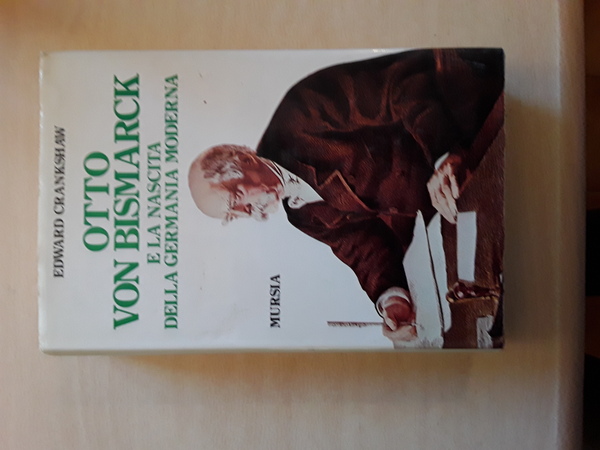 EDWARD CRANKSHAW
OTTO
VON BISMARCK
E LA NASCITA
DELLA GERMANIA MODERNA
MURSIA